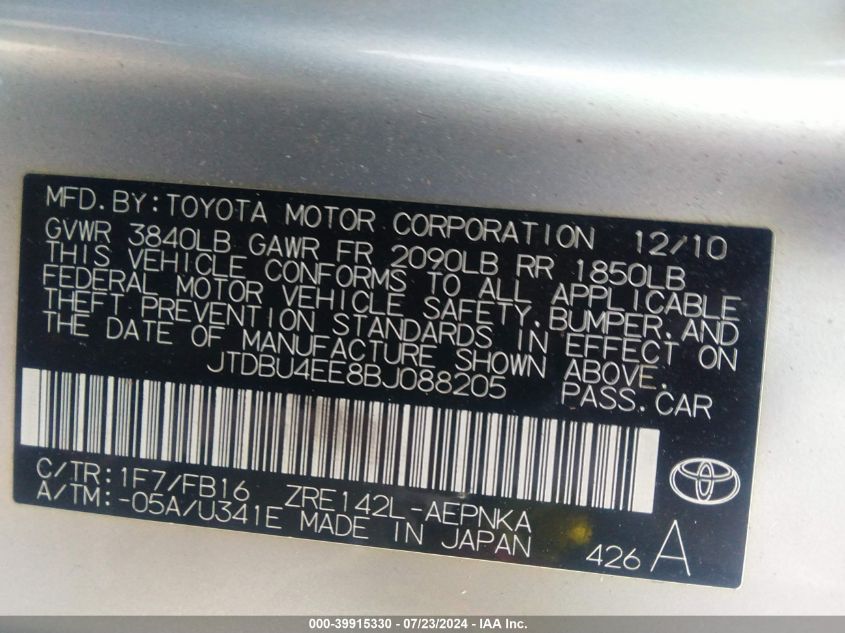 MFD. BY: TOYOTA MOTOR CORPORATION 12/10
GVWR 3840LB GAWR FR 2090LB RR 1850LB
THIS VEHICLE CONFORMS TO ALL APPLICABLE
FEDERAL MOTOR VEHICLE SAFETY, BUMPER, AND
THEFT PREVENTION STANDARDS IN EFFECT ON
THE DATE OF MANUFACTURE SHOWN ABOVE.
JTDBU4EE8BJ088205 PASS. CAR
C/TR: 1F7/FB16 ZRE142L-AEPNKA
A/TM: -05A/U341E MADE IN JAPAN 426 A
000-39915330 - 07/23/2024 - IAA Inc.